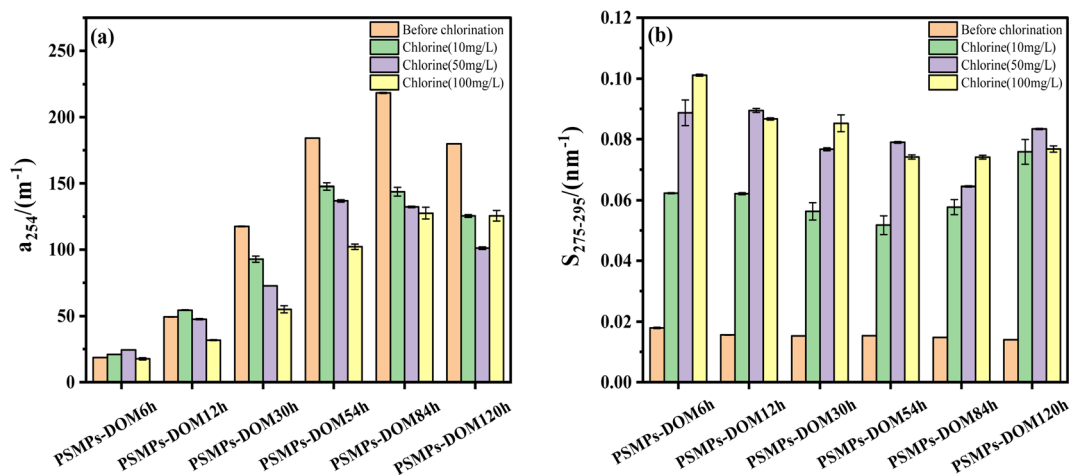 (a)
Before chlorination
Chlorine(10mg/L)
Chlorine(50mg/L)
Chlorine(100mg/L)
250
200
150
100
50
0
a254/(m-1)
PSMPs-DOM6h
PSMPs-DOM12h
PSMPs-DOM30h
PSMPs-DOM54h
PSMPs-DOM84h
PSMPs-DOM120h
(b)
Before chlorination
Chlorine(10mg/L)
Chlorine(50mg/L)
Chlorine(100mg/L)
0.12
0.10
0.08
0.06
0.04
0.02
0.00
S275-295/(nm-1)
PSMPs-DOM6h
PSMPs-DOM12h
PSMPs-DOM30h
PSMPs-DOM54h
PSMPs-DOM84h
PSMPs-DOM120h